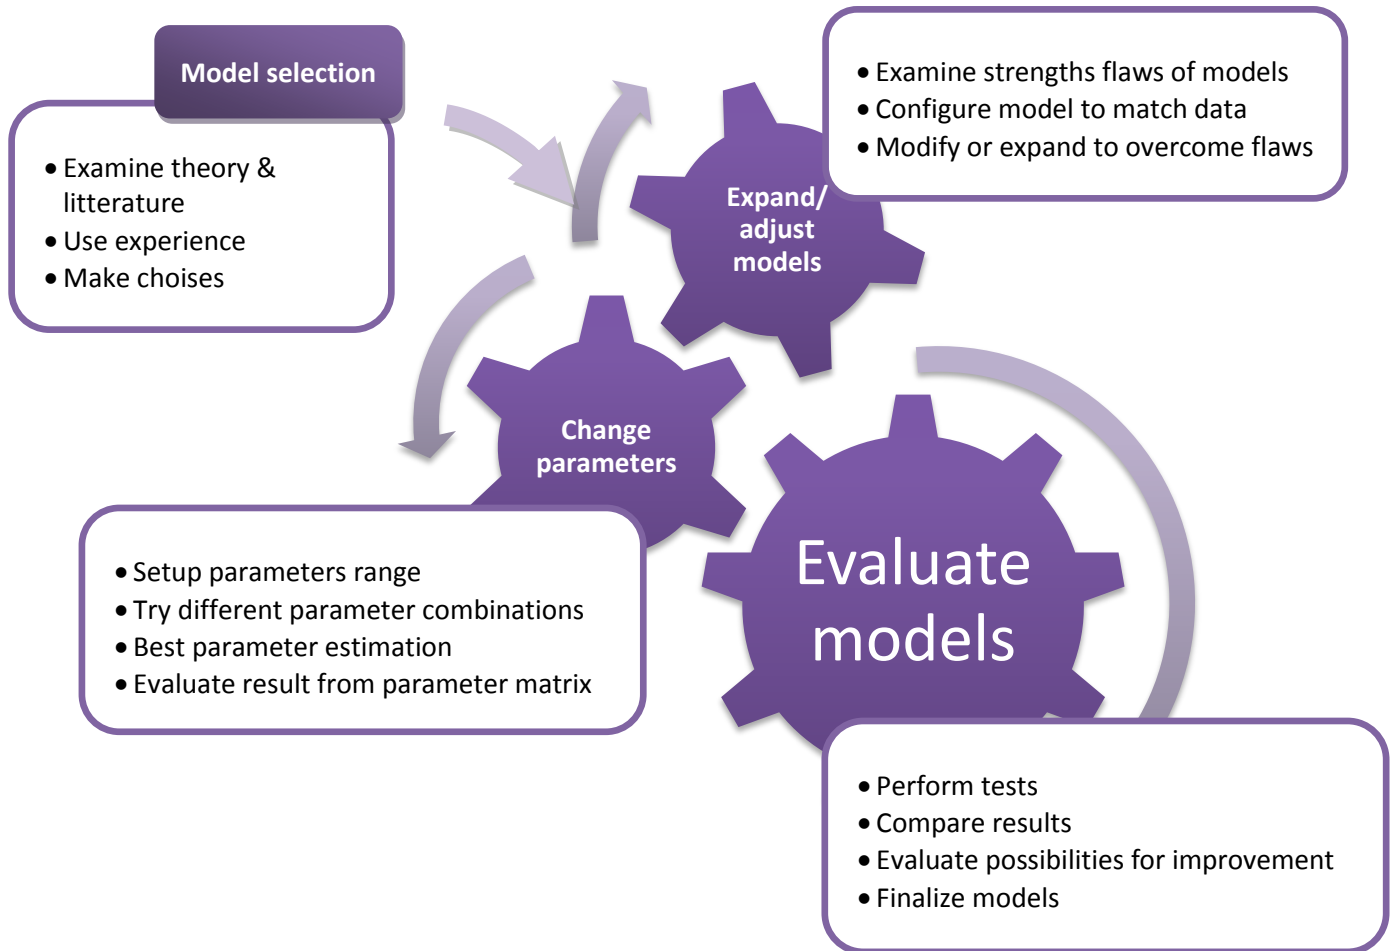 Model selection
• Examine theory &
litterature
• Use experience
• Make choises
• Examine strengths flaws of models
• Configure model to match data
• Modify or expand to overcome flaws
Expand/
adjust
models
Change
parameters
• Setup parameters range
• Try different parameter combinations
• Best parameter estimation
• Evaluate result from parameter matrix
Evaluate
models
• Perform tests
• Compare results
• Evaluate possibilities for improvement
• Finalize models